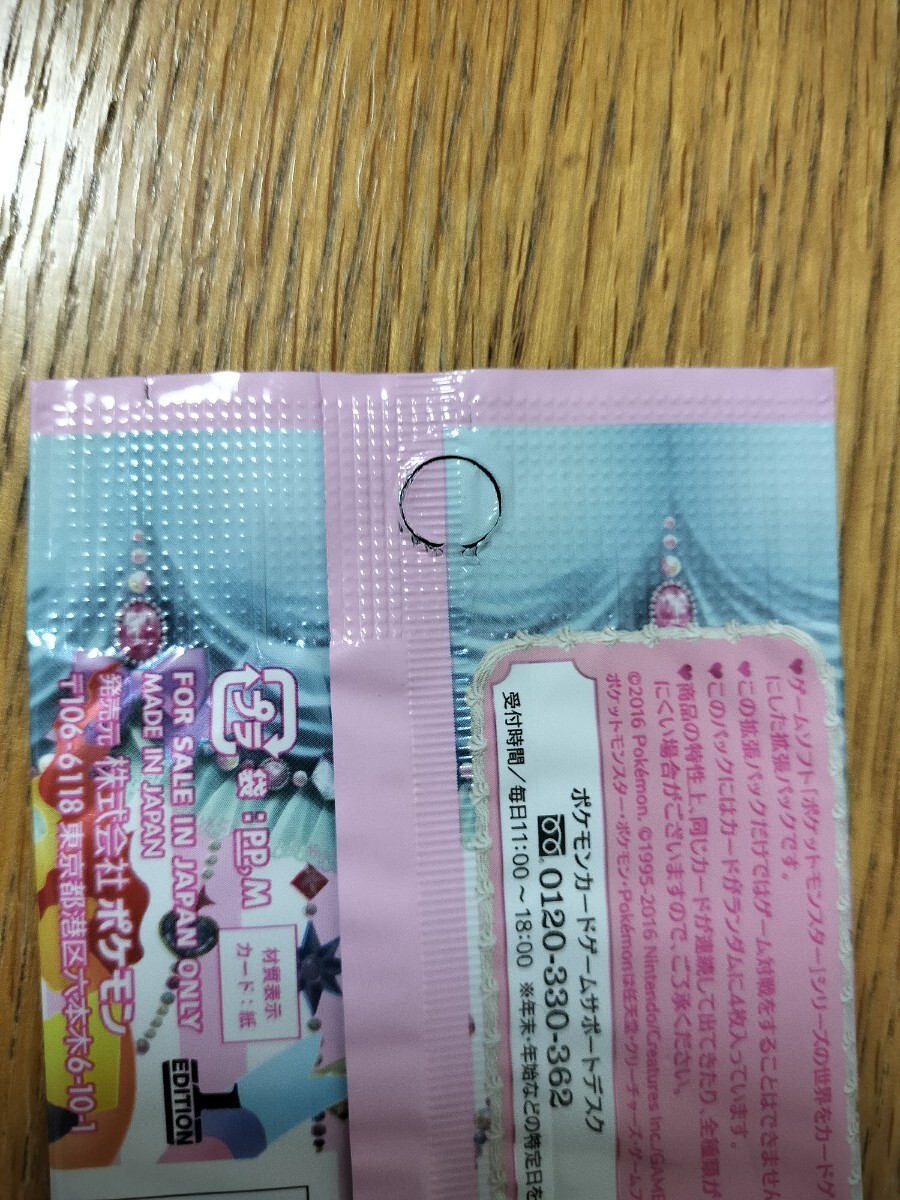 ♥ゲームソフト「ポケットモンスター」シリーズの世界をカードゲ
にした拡張パックです。
♥この拡張パックだけではゲーム対戦をすることはできませ
♥このパックにはカードがランダムに4枚入っています。
♥商品の特性上、同じカードが連続して出てきたり、全種類が
にくい場合がございますので、ご了承ください。
©2016 Pokémon. ©1995-2016 Nintendo/Creatures Inc./GAME
ポケットモンスター・ポケモン・Pokémonは任天堂・クリーチャーズ・ゲームフ
ポケモンカードゲームサポートデスク
0120-330-362
受付時間／毎日11:00～18:00 ※年末・年始などの特定日を
プラ
袋：PP,M
材質表示
カード：紙
FOR SALE IN JAPAN ONLY
MADE IN JAPAN
1
EDITION
発売元 株式会社ポケモン
〒106-6118 東京都港区六本木6-10-1